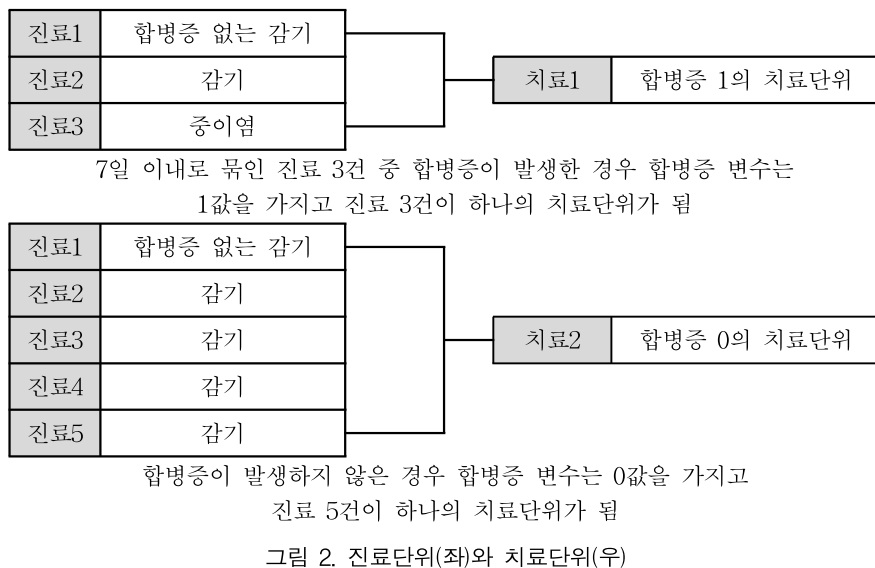 진료1 합병증 없는 감기
진료2 감기
치료1 합병증 1의 치료단위
진료3 중이염
7일 이내로 묶인 진료 3건 중 합병증이 발생한 경우 합병증 변수는
1값을 가지고 진료 3건이 하나의 치료단위가 됨
진료1 합병증 없는 감기
진료2 감기
진료3 감기
치료2 합병증 0의 치료단위
진료4 감기
진료5 감기
합병증이 발생하지 않은 경우 합병증 변수는 0값을 가지고
진료 5건이 하나의 치료단위가 됨
그림 2. 진료단위(좌)와 치료단위(우)